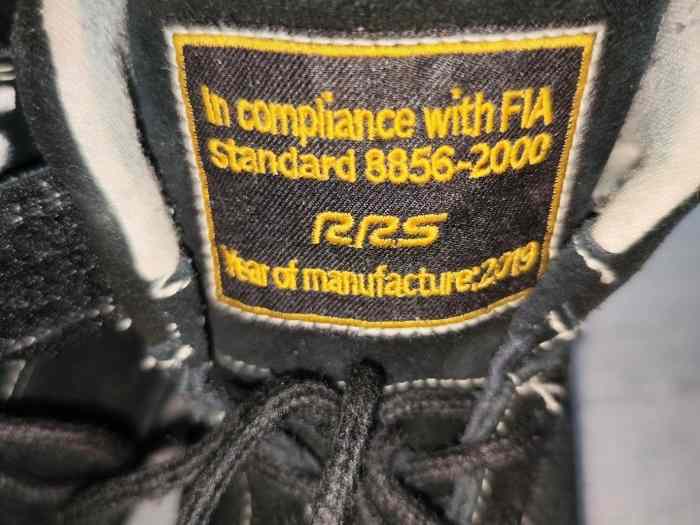 In compliance with FIA
standard 8856-2000
RRS
Year of manufacture:2019